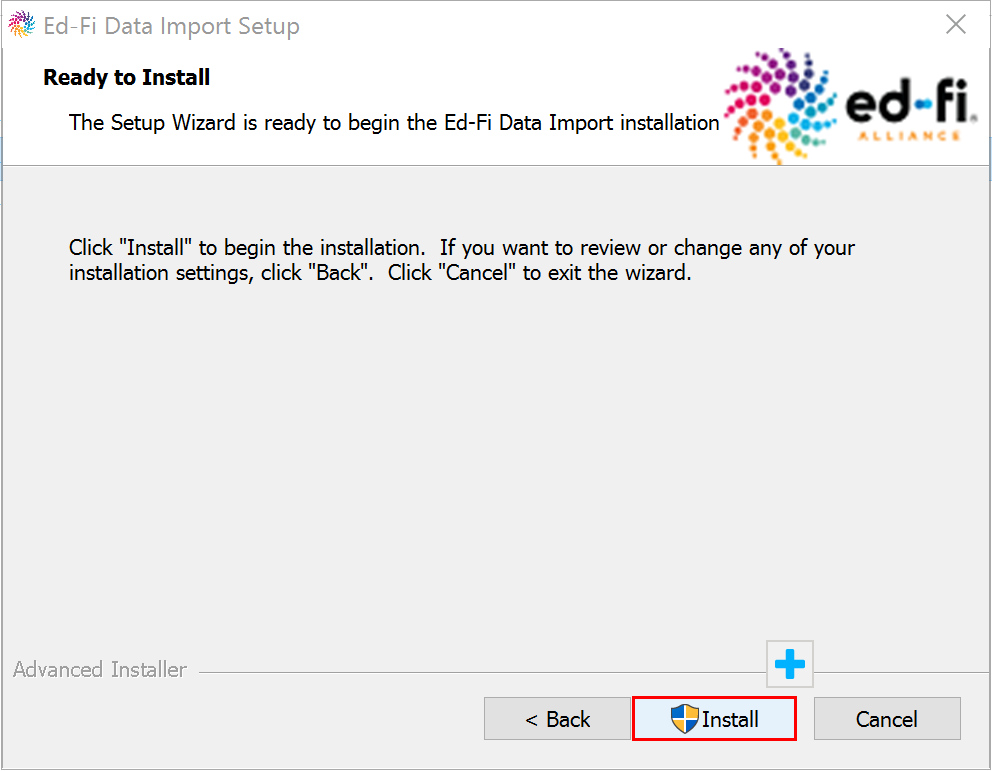 Ed-Fi Data Import Setup
Ready to Install
The Setup Wizard is ready to begin the Ed-Fi Data Import installation
ed-fi®
ALLIANCE
Click "Install" to begin the installation.  If you want to review or change any of your
installation settings, click "Back".  Click "Cancel" to exit the wizard.
Advanced Installer
< Back
Install
Cancel